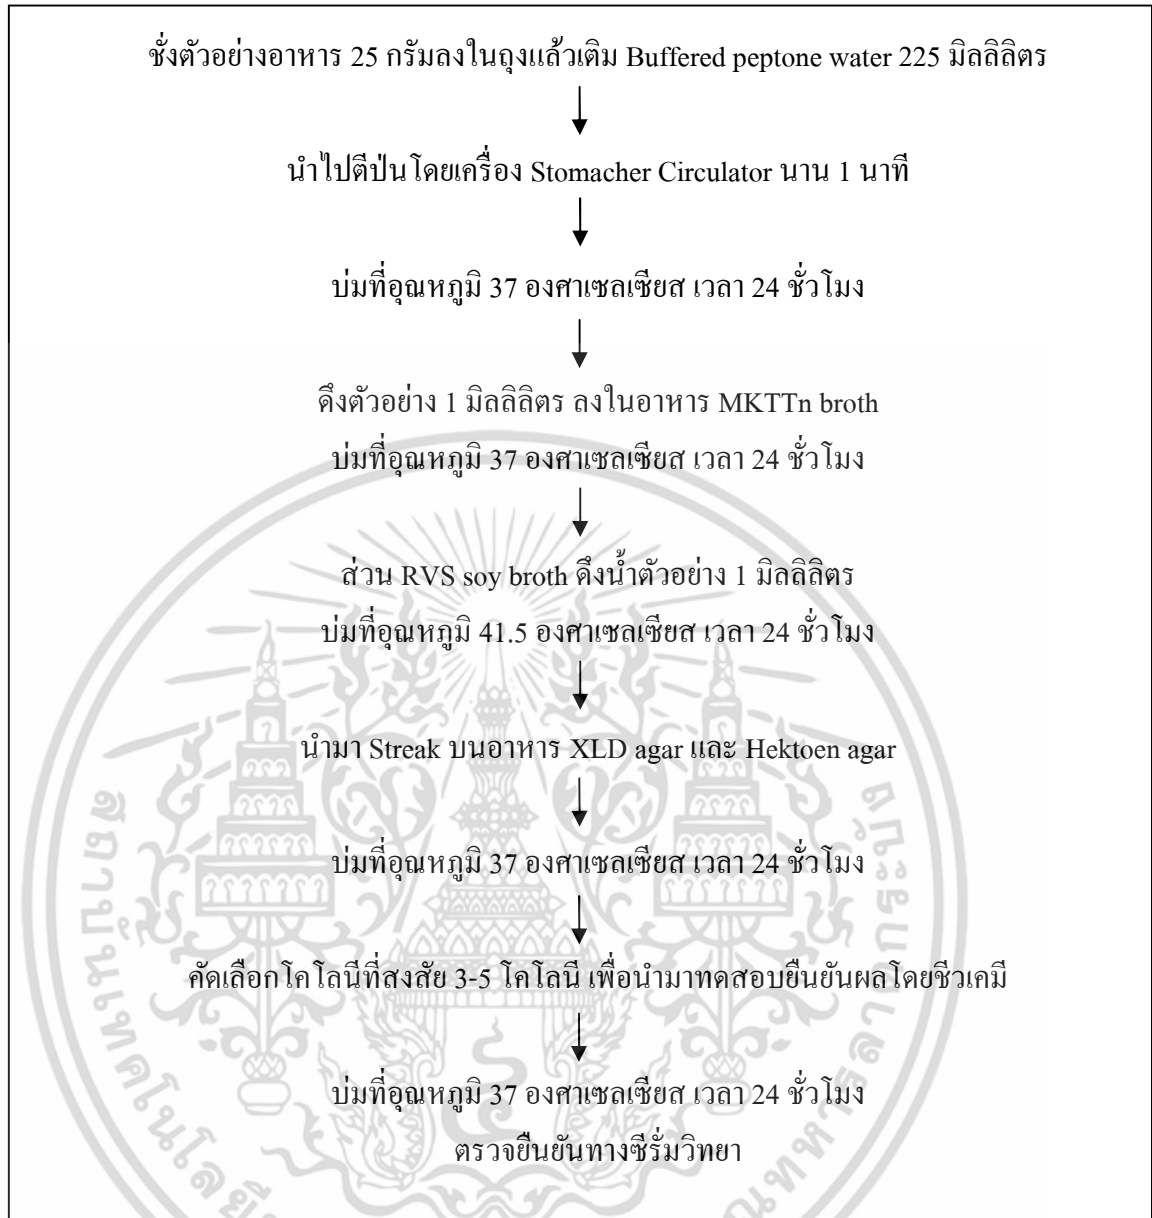 ชั่งตัวอย่างอาหาร 25 กรัมลงในถุงแล้วเติม Buffered peptone water 225 มิลลิลิตร
นำไปตีป่นโดยเครื่อง Stomacher Circulator นาน 1 นาที
บ่มที่อุณหภูมิ 37 องศาเซลเซียส เวลา 24 ชั่วโมง
ดึงตัวอย่าง 1 มิลลิลิตร ลงในอาหาร MKTTn broth
บ่มที่อุณหภูมิ 37 องศาเซลเซียส เวลา 24 ชั่วโมง
ส่วน RVS soy broth ดึงน้ำตัวอย่าง 1 มิลลิลิตร
บ่มที่อุณหภูมิ 41.5 องศาเซลเซียส เวลา 24 ชั่วโมง
นำมา Streak บนอาหาร XLD agar และ Hektoen agar
บ่มที่อุณหภูมิ 37 องศาเซลเซียส เวลา 24 ชั่วโมง
คัดเลือกโคโลนีที่สงสัย 3-5 โคโลนี เพื่อนำมาทดสอบยืนยันผลโดยชีวเคมี
บ่มที่อุณหภูมิ 37 องศาเซลเซียส เวลา 24 ชั่วโมง
ตรวจยืนยันทางซีรั่มวิทยา